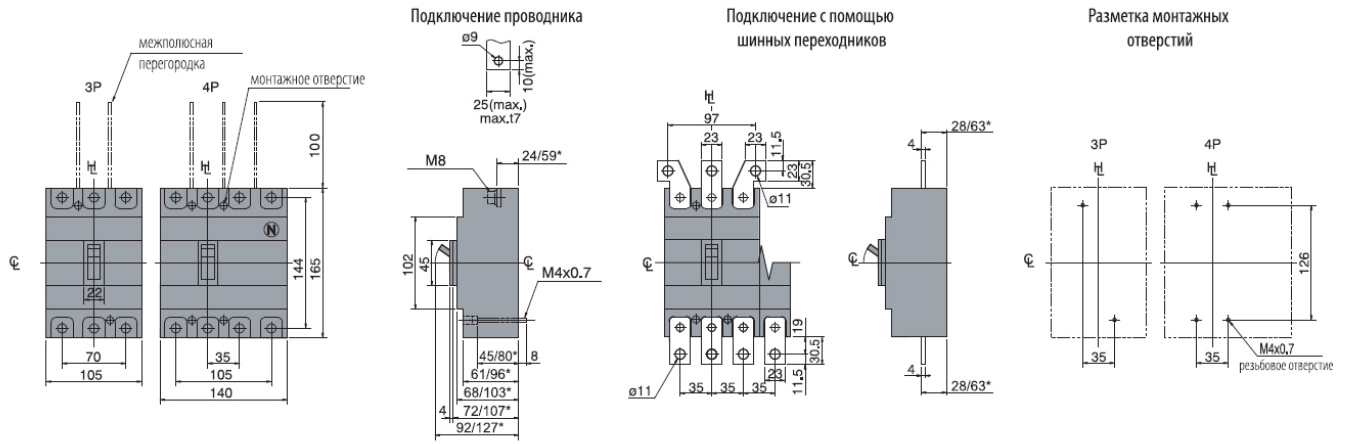 Подключение проводника
Подключение с помощью
шинных переходников
Разметка монтажных
отверстий
межполюсная
перегородка
монтажное отверстие
3P
4P
100
144
165
N
22
70
35
105
105
140
ø9
10(max.)
25(max.)
max.t7
M8
24/59*
102
45
M4x0.7
45/80*
8
61/96*
68/103*
4
72/107*
92/127*
97
23
23
11.5
23
30.5
ø11
19
30.5
11.5
23
ø11
35
35
35
4
28/63*
4
28/63*
3P
4P
126
35
35
M4x0.7
резьбовое отверстие